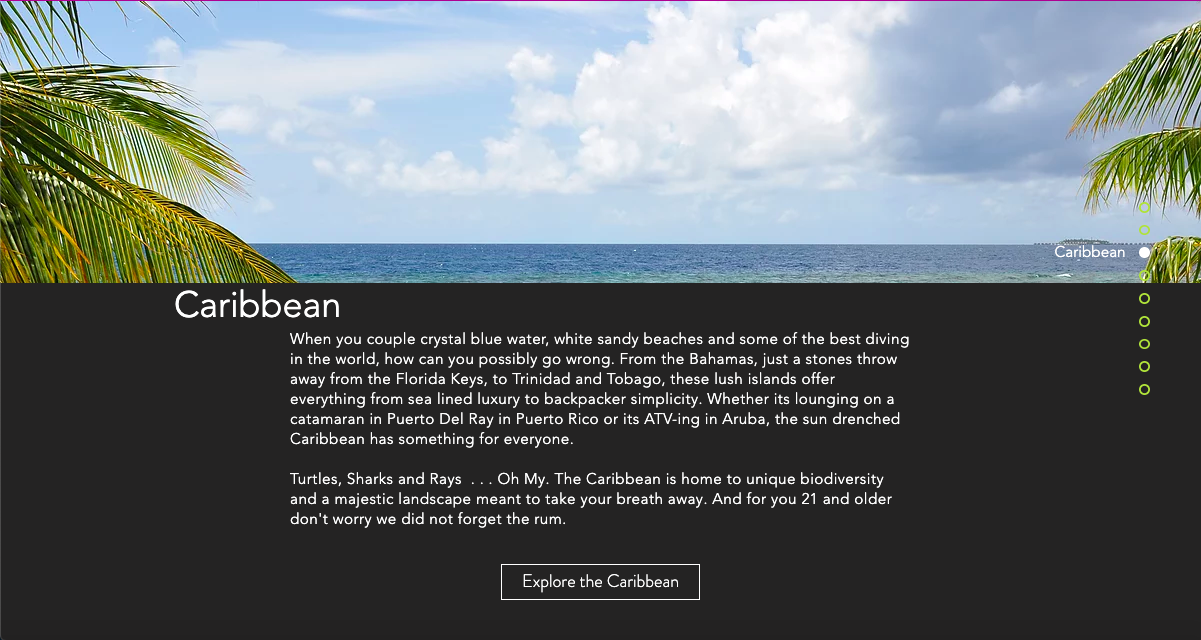 Caribbean
Caribbean
When you couple crystal blue water, white sandy beaches and some of the best diving
in the world, how can you possibly go wrong. From the Bahamas, just a stones throw
away from the Florida Keys, to Trinidad and Tobago, these lush islands offer
everything from sea lined luxury to backpacker simplicity. Whether its lounging on a
catamaran in Puerto Del Ray in Puerto Rico or its ATV-ing in Aruba, the sun drenched
Caribbean has something for everyone.
Turtles, Sharks and Rays  . . . Oh My. The Caribbean is home to unique biodiversity
and a majestic landscape meant to take your breath away. And for you 21 and older
don't worry we did not forget the rum.
Explore the Caribbean